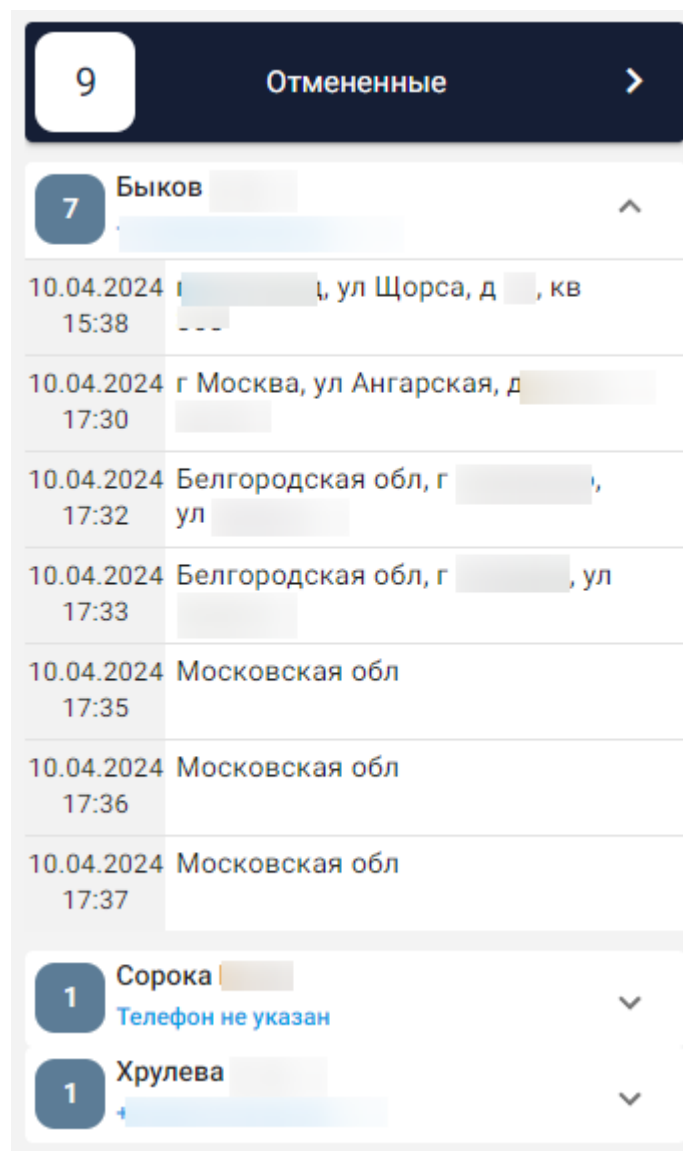 9 Отмененные
7 Быков
10.04.2024 ул Щорса, д , кв
15:38
10.04.2024 г Москва, ул Ангарская, д
17:30
10.04.2024 Белгородская обл, г ,
17:32 ул
10.04.2024 Белгородская обл, г , ул
17:33
10.04.2024 Московская обл
17:35
10.04.2024 Московская обл
17:36
10.04.2024 Московская обл
17:37
1 Сорока
Телефон не указан
1 Хрулева
+